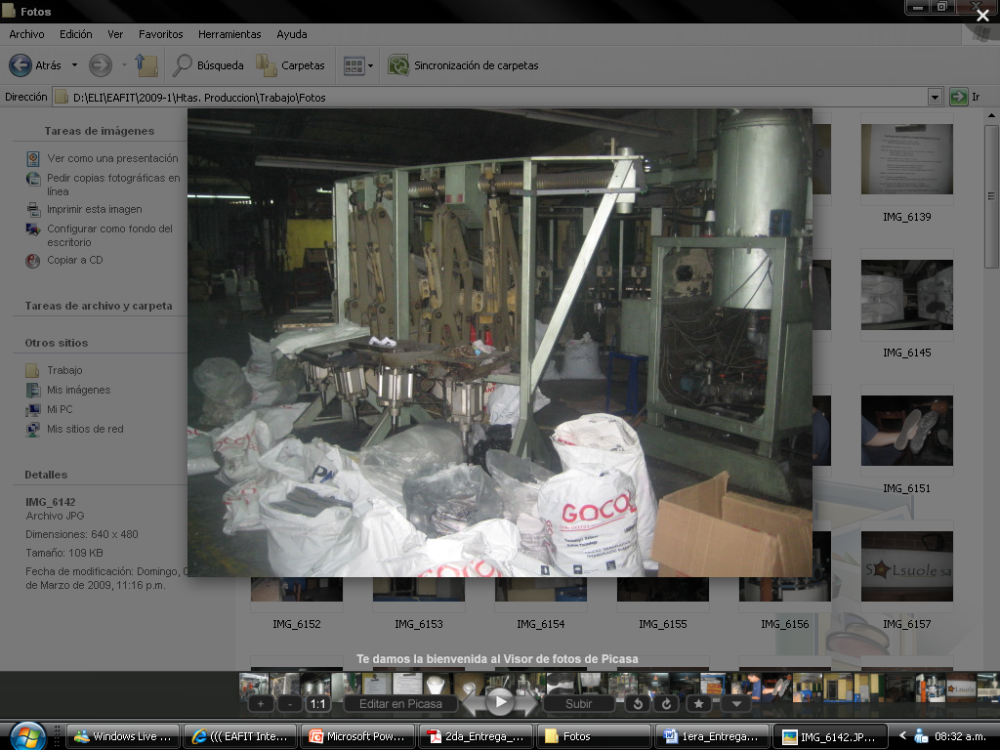 Fotos
Archivo Edición Ver Favoritos Herramientas Ayuda
Atrás Búsqueda Carpetas Sincronización de carpetas
Dirección D:\ELI\EAFIT\2009-1\Htas. Produccion\Trabajo\Fotos Ir
Tareas de imágenes
Ver como una presentación
Pedir copias fotográficas en
línea
Imprimir esta imagen
Configurar como fondo del
escritorio
Copiar a CD
Tareas de archivo y carpeta
Otros sitios
Trabajo
Mis imágenes
Mi PC
Mis sitios de red
Detalles
IMG_6142
Archivo JPG
Dimensiones: 640 x 480
Tamaño: 109 KB
Fecha de modificación: Domingo, 0
de Marzo de 2009, 11:16 p.m.
GOCO
IMG_6139
IMG_6145
IMG_6151
SOLsuole sa
IMG_6152 IMG_6153 IMG_6154 IMG_6155 IMG_6156 IMG_6157
Te damos la bienvenida al Visor de fotos de Picasa
+ - 1:1 Editar en Picasa Subir
Windows Live ... ((( EAFIT Inte... Microsoft Pow... 2da_Entrega_... Fotos 1era_Entrega... IMG_6142.JP... 08:32 a.m.